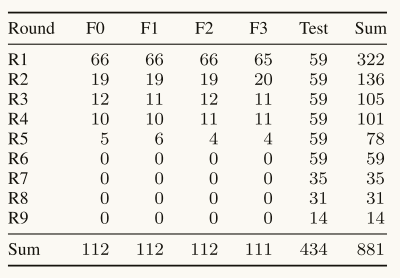 Round F0 F1 F2 F3 Test Sum
R1 66 66 66 65 59 322
R2 19 19 19 20 59 136
R3 12 11 12 11 59 105
R4 10 10 11 11 59 101
R5 5 6 4 4 59 78
R6 0 0 0 0 59 59
R7 0 0 0 0 35 35
R8 0 0 0 0 31 31
R9 0 0 0 0 14 14
Sum 112 112 112 111 434 881